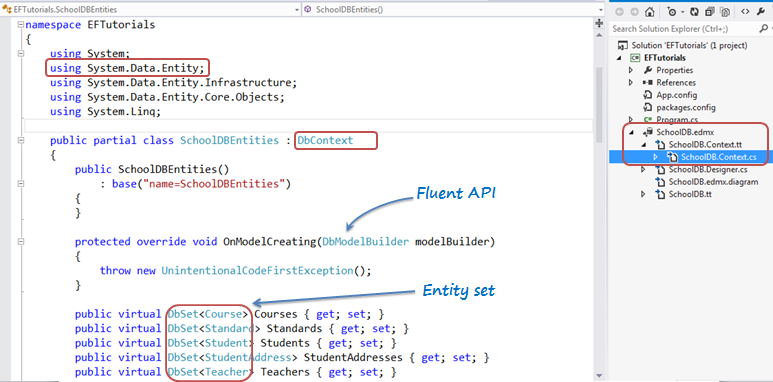 EFTutorials.SchoolDBEntities
SchoolDBEntities()
namespace EFTutorials
{
using System;
using System.Data.Entity;
using System.Data.Entity.Infrastructure;
using System.Data.Entity.Core.Objects;
using System.Linq;
public partial class SchoolDBEntities : DbContext
{
public SchoolDBEntities()
: base("name=SchoolDBEntities")
{
}
Fluent API
protected override void OnModelCreating(DbModelBuilder modelBuilder)
{
throw new UnintentionalCodeFirstException();
}
Entity set
public virtual DbSet<Course> Courses { get; set; }
public virtual DbSet<Standard> Standards { get; set; }
public virtual DbSet<Student> Students { get; set; }
public virtual DbSet<StudentAddress> StudentAddresses { get; set; }
public virtual DbSet<Teacher> Teachers { get; set; }
Search Solution Explorer (Ctrl+;)
Solution 'EFTutorials' (1 project)
EFTutorials
Properties
References
App.config
packages.config
Program.cs
SchoolDB.edmx
SchoolDB.Context.tt
SchoolDB.Context.cs
SchoolDB.Designer.cs
SchoolDB.edmx.diagram
SchoolDB.tt